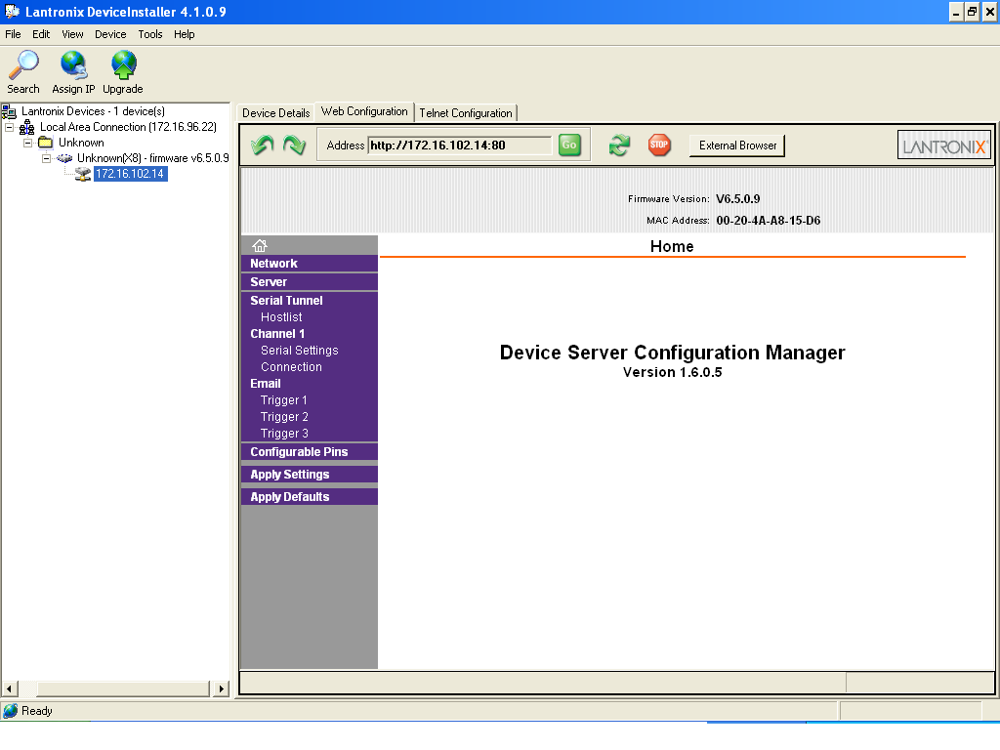 Lantronix DeviceInstaller 4.1.0.9
File Edit View Device Tools Help
Search Assign IP Upgrade
Lantronix Devices - 1 device(s)
Local Area Connection (172.16.96.22)
Unknown
Unknown(X8) - firmware v6.5.0.9
172.16.102.14
Device Details Web Configuration Telnet Configuration
Address http://172.16.102.14:80 Go STOP External Browser LANTRONIX
Firmware Version: V6.5.0.9
MAC Address: 00-20-4A-A8-15-D6
Home
Network
Server
Serial Tunnel
Hostlist
Channel 1
Serial Settings
Connection
Email
Trigger 1
Trigger 2
Trigger 3
Configurable Pins
Apply Settings
Apply Defaults
Device Server Configuration Manager
Version 1.6.0.5
Ready